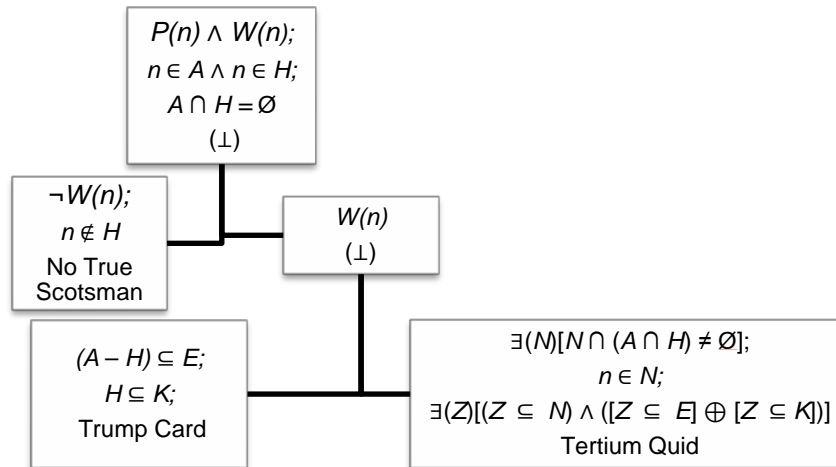 P(n) ∧ W(n);
n ∈ A ∧ n ∈ H;
A ∩ H = Ø
(⊥)
¬W(n);
n ∉ H
No True
Scotsman
W(n)
(⊥)
(A – H) ⊆ E;
H ⊆ K;
Trump Card
∃(N)[N ∩ (A ∩ H) ≠ Ø];
n ∈ N;
∃(Z)[(Z ⊆ N) ∧ ([Z ⊆ E] ⊕ [Z ⊆ K])]
Tertium Quid